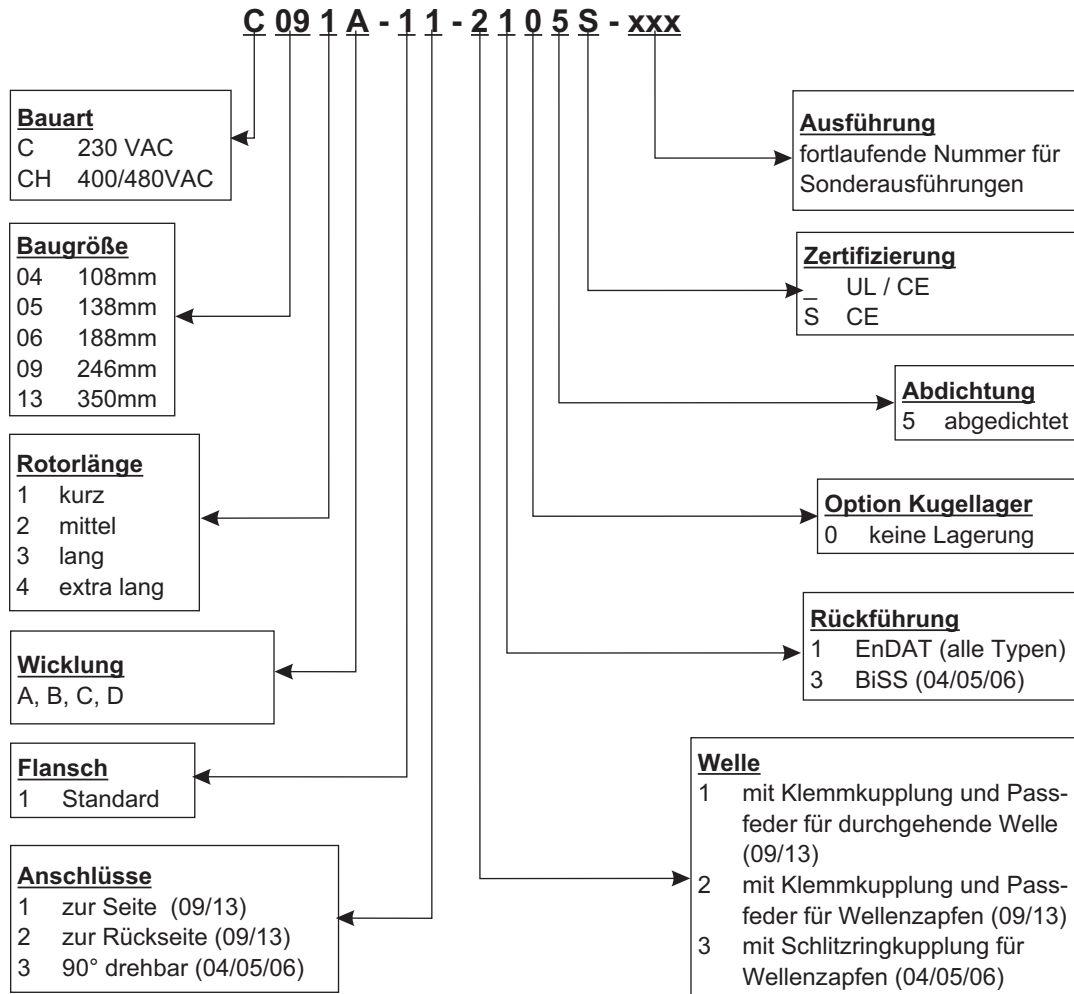 C 09 1 A - 1 1 - 2 1 0 5 S - xxx
Bauart
C 230 VAC
CH 400/480VAC
Baugröße
04 108mm
05 138mm
06 188mm
09 246mm
13 350mm
Rotorlänge
1 kurz
2 mittel
3 lang
4 extra lang
Wicklung
A, B, C, D
Flansch
1 Standard
Anschlüsse
1 zur Seite (09/13)
2 zur Rückseite (09/13)
3 90° drehbar (04/05/06)
Ausführung
fortlaufende Nummer für
Sonderausführungen
Zertifizierung
_ UL / CE
S CE
Abdichtung
5 abgedichtet
Option Kugellager
0 keine Lagerung
Rückführung
1 EnDAT (alle Typen)
3 BiSS (04/05/06)
Welle
1 mit Klemmkupplung und Pass-
feder für durchgehende Welle
(09/13)
2 mit Klemmkupplung und Pass-
feder für Wellenzapfen (09/13)
3 mit Schlitzringkupplung für
Wellenzapfen (04/05/06)